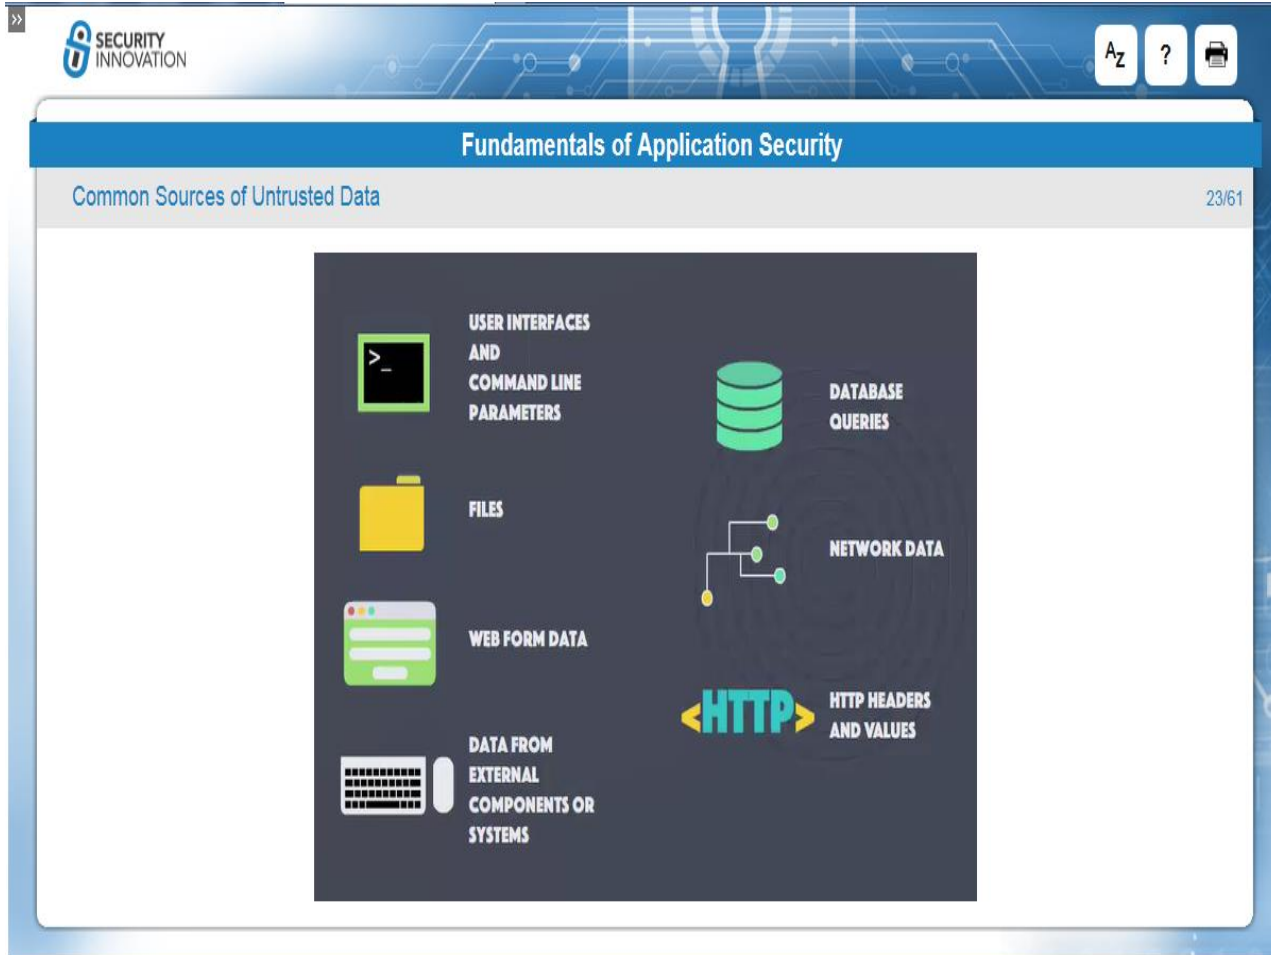 >>
SECURITY
INNOVATION
AZ
?
Fundamentals of Application Security
Common Sources of Untrusted Data
23/61
>_
USER INTERFACES
AND
COMMAND LINE
PARAMETERS
FILES
WEB FORM DATA
DATA FROM
EXTERNAL
COMPONENTS OR
SYSTEMS
DATABASE
QUERIES
NETWORK DATA
<HTTP>
HTTP HEADERS
AND VALUES